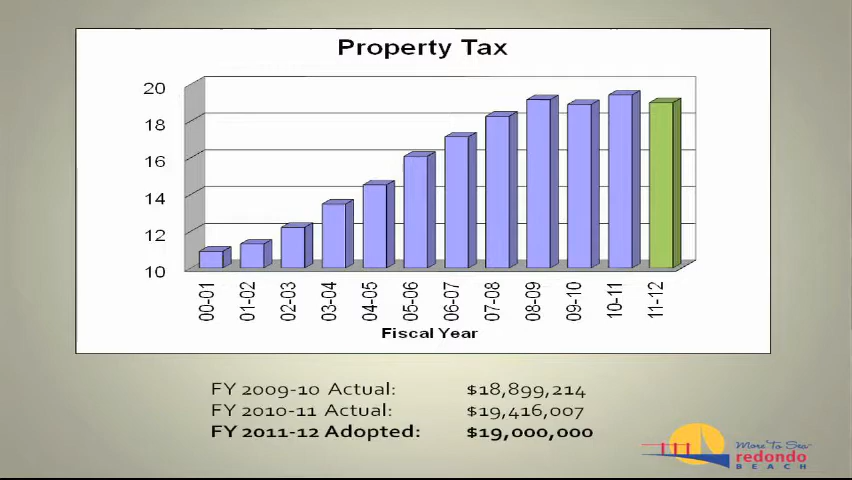 Property Tax
20
18
16
14
12
10
00-01 01-02 02-03 03-04 04-05 05-06 06-07 07-08 08-09 09-10 10-11 11-12
Fiscal Year
FY 2009-10 Actual: $18,899,214
FY 2010-11 Actual: $19,416,007
FY 2011-12 Adopted: $19,000,000
More To Sea
redondo
BEACH